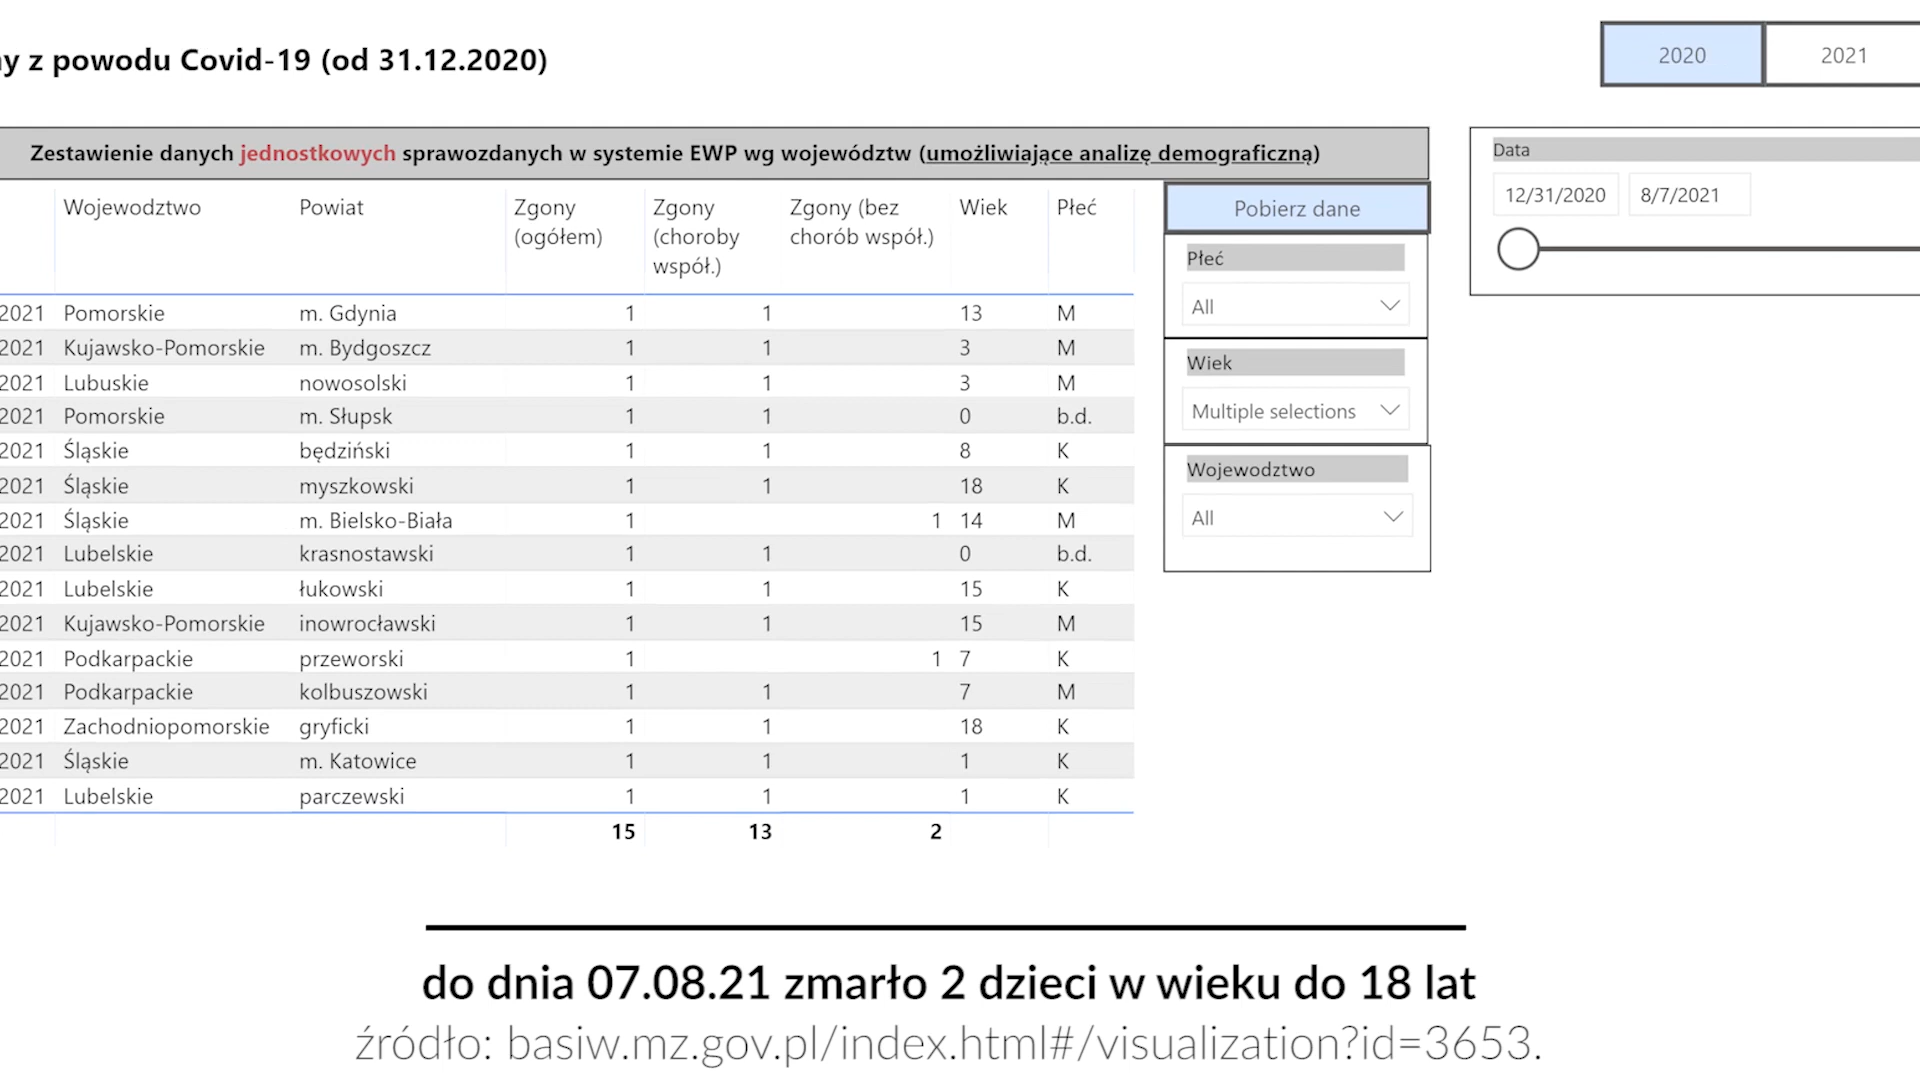 z powodu Covid-19 (od 31.12.2020)
2020 2021
Zestawienie danych jednostkowych sprawozdanych w systemie EWP wg województw (umożliwiające analizę demograficzną)
Data
12/31/2020 8/7/2021
Pobierz dane
Płeć
All
Wiek
Multiple selections
Wojewodztwo
All
Wojewodztwo Powiat Zgony (ogółem) Zgony (choroby współ.) Zgony (bez chorób współ.) Wiek Płeć
2021 Pomorskie m. Gdynia 1 1 13 M
2021 Kujawsko-Pomorskie m. Bydgoszcz 1 1 3 M
2021 Lubuskie nowosolski 1 1 3 M
2021 Pomorskie m. Słupsk 1 1 0 b.d.
2021 Śląskie będziński 1 1 8 K
2021 Śląskie myszkowski 1 1 18 K
2021 Śląskie m. Bielsko-Biała 1 1 14 M
2021 Lubelskie krasnostawski 1 1 0 b.d.
2021 Lubelskie łukowski 1 1 15 K
2021 Kujawsko-Pomorskie inowrocławski 1 1 15 M
2021 Podkarpackie przeworski 1 1 7 K
2021 Podkarpackie kolbuszowski 1 1 7 M
2021 Zachodniopomorskie gryficki 1 1 18 K
2021 Śląskie m. Katowice 1 1 1 K
2021 Lubelskie parczewski 1 1 1 K
15 13 2
do dnia 07.08.21 zmarło 2 dzieci w wieku do 18 lat
źródło: basiw.mz.gov.pl/index.html#/visualization?id=3653.